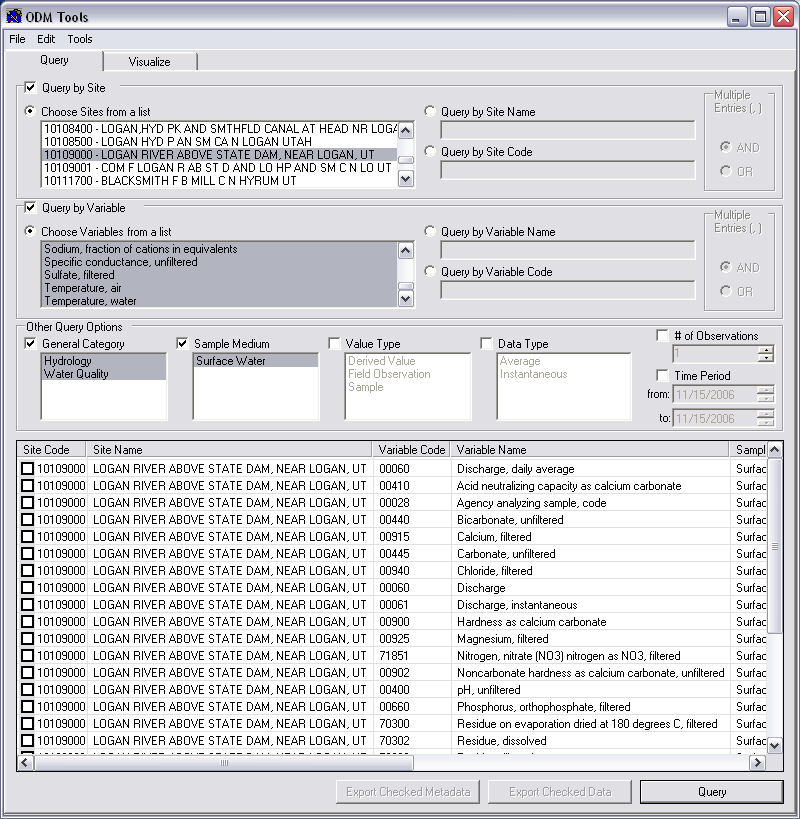 ODM Tools
File Edit Tools
Query Visualize
Query by Site
Choose Sites from a list
10108400 - LOGAN,HYD PK AND SMTHFLD CANAL AT HEAD NR LOGA
10108500 - LOGAN HYD P AN SM CA N LOGAN UTAH
10109000 - LOGAN RIVER ABOVE STATE DAM, NEAR LOGAN, UT
10109001 - COM F LOGAN R AB ST D AND LO HP AND SM C N LO UT
10111700 - BLACKSMITH F B MILL C N HYRUM UT
Query by Site Name
Query by Site Code
Multiple
Entries (, )
AND
OR
Query by Variable
Choose Variables from a list
Sodium, fraction of cations in equivalents
Specific conductance, unfiltered
Sulfate, filtered
Temperature, air
Temperature, water
Query by Variable Name
Query by Variable Code
Multiple
Entries (, )
AND
OR
Other Query Options
General Category
Hydrology
Water Quality
Sample Medium
Surface Water
Value Type
Derived Value
Field Observation
Sample
Data Type
Average
Instantaneous
# of Observations
1
Time Period
from: 11/15/2006
to: 11/15/2006
Site Code Site Name Variable Code Variable Name Sampl
10109000 LOGAN RIVER ABOVE STATE DAM, NEAR LOGAN, UT 00060 Discharge, daily average Surfac
10109000 LOGAN RIVER ABOVE STATE DAM, NEAR LOGAN, UT 00410 Acid neutralizing capacity as calcium carbonate Surfac
10109000 LOGAN RIVER ABOVE STATE DAM, NEAR LOGAN, UT 00028 Agency analyzing sample, code Surfac
10109000 LOGAN RIVER ABOVE STATE DAM, NEAR LOGAN, UT 00440 Bicarbonate, unfiltered Surfac
10109000 LOGAN RIVER ABOVE STATE DAM, NEAR LOGAN, UT 00915 Calcium, filtered Surfac
10109000 LOGAN RIVER ABOVE STATE DAM, NEAR LOGAN, UT 00445 Carbonate, unfiltered Surfac
10109000 LOGAN RIVER ABOVE STATE DAM, NEAR LOGAN, UT 00940 Chloride, filtered Surfac
10109000 LOGAN RIVER ABOVE STATE DAM, NEAR LOGAN, UT 00060 Discharge Surfac
10109000 LOGAN RIVER ABOVE STATE DAM, NEAR LOGAN, UT 00061 Discharge, instantaneous Surfac
10109000 LOGAN RIVER ABOVE STATE DAM, NEAR LOGAN, UT 00900 Hardness as calcium carbonate Surfac
10109000 LOGAN RIVER ABOVE STATE DAM, NEAR LOGAN, UT 00925 Magnesium, filtered Surfac
10109000 LOGAN RIVER ABOVE STATE DAM, NEAR LOGAN, UT 71851 Nitrogen, nitrate (NO3) nitrogen as NO3, filtered Surfac
10109000 LOGAN RIVER ABOVE STATE DAM, NEAR LOGAN, UT 00902 Noncarbonate hardness as calcium carbonate, unfiltered Surfac
10109000 LOGAN RIVER ABOVE STATE DAM, NEAR LOGAN, UT 00400 pH, unfiltered Surfac
10109000 LOGAN RIVER ABOVE STATE DAM, NEAR LOGAN, UT 00660 Phosphorus, orthophosphate, filtered Surfac
10109000 LOGAN RIVER ABOVE STATE DAM, NEAR LOGAN, UT 70300 Residue on evaporation dried at 180 degrees C, filtered Surfac
10109000 LOGAN RIVER ABOVE STATE DAM, NEAR LOGAN, UT 70302 Residue, dissolved Surfac
Export Checked Metadata Export Checked Data Query